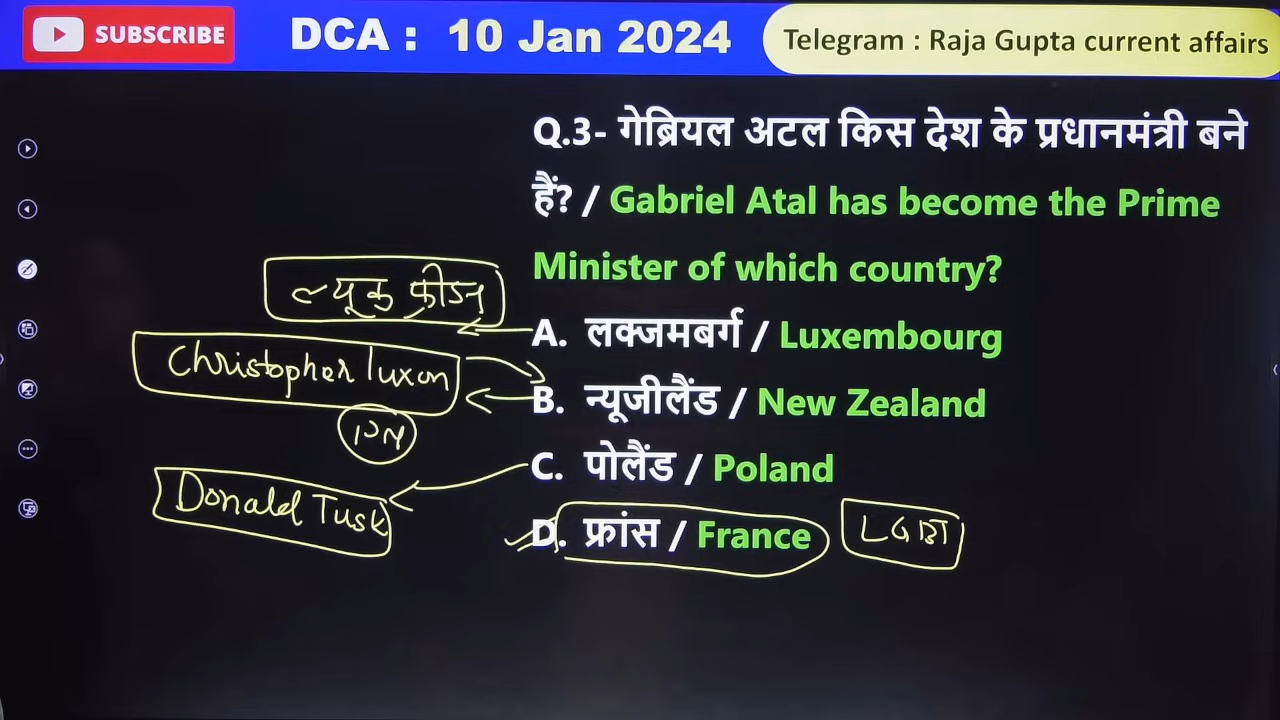 SUBSCRIBE
DCA : 10 Jan 2024
Telegram : Raja Gupta current affairs
Q.3- गेब्रियल अटल किस देश के प्रधानमंत्री बने
हैं? / Gabriel Atal has become the Prime
Minister of which country?
A. लक्जमबर्ग / Luxembourg
B. न्यूजीलैंड / New Zealand
C. पोलैंड / Poland
D. फ्रांस / France
ल्यूक फ्रीडन
Christopher luxon
PM
Donald Tusk
LGBT